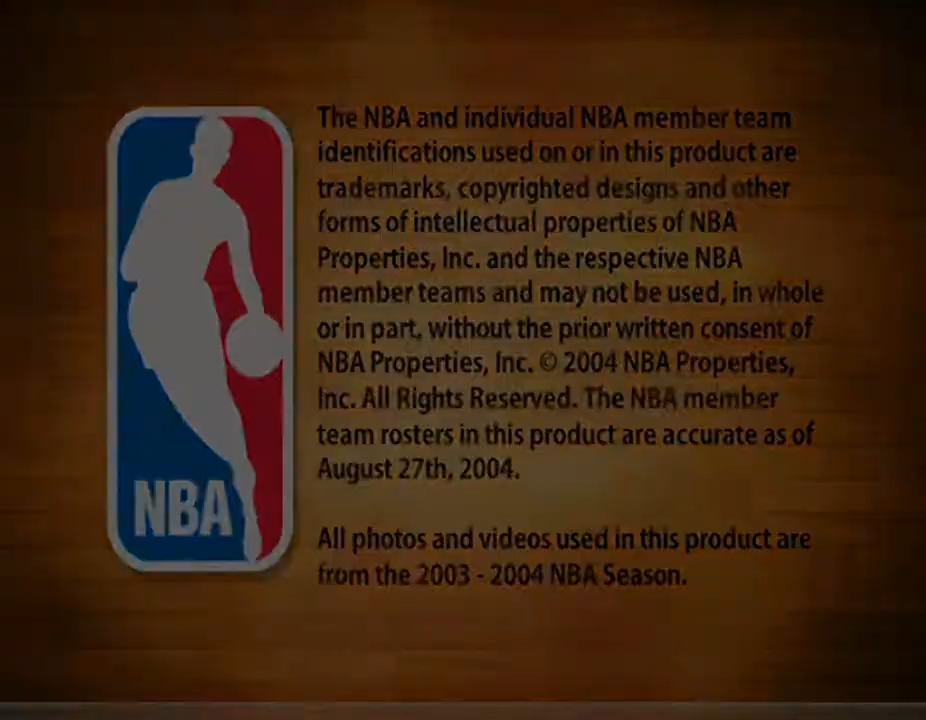 The NBA and individual NBA member team
identifications used on or in this product are
trademarks, copyrighted designs and other
forms of intellectual properties of NBA
Properties, Inc. and the respective NBA
member teams and may not be used, in whole
or in part, without the prior written consent of
NBA Properties, Inc. © 2004 NBA Properties,
Inc. All Rights Reserved. The NBA member
team rosters in this product are accurate as of
August 27th, 2004.
NBA
All photos and videos used in this product are
from the 2003 - 2004 NBA Season.